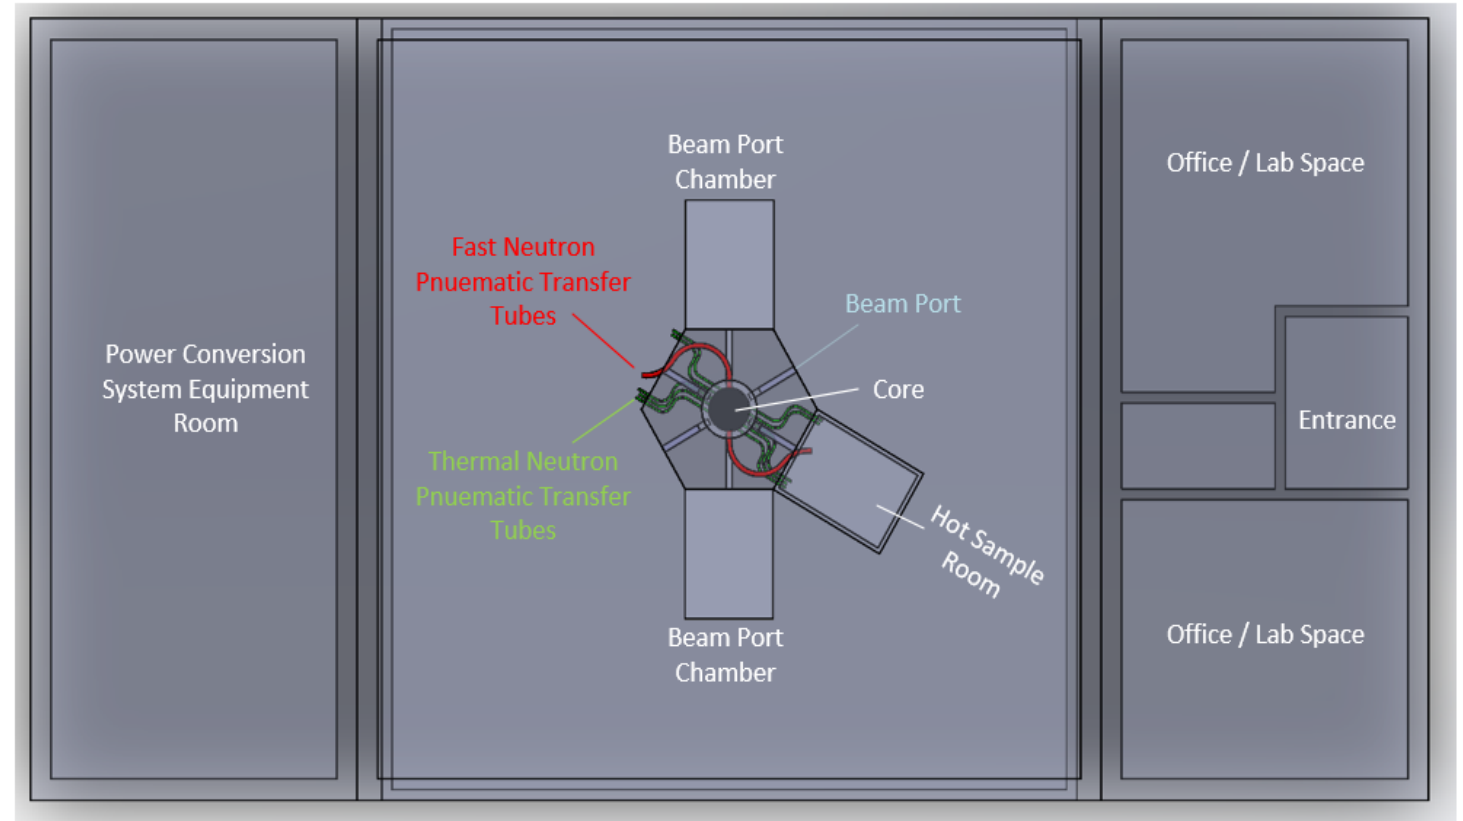 Beam Port
Chamber
Office / Lab Space
Fast Neutron
Pnuematic Transfer
Tubes
Beam Port
Power Conversion
System Equipment
Room
Core
Entrance
Thermal Neutron
Pnuematic Transfer
Tubes
Hot Sample
Room
Beam Port
Chamber
Office / Lab Space